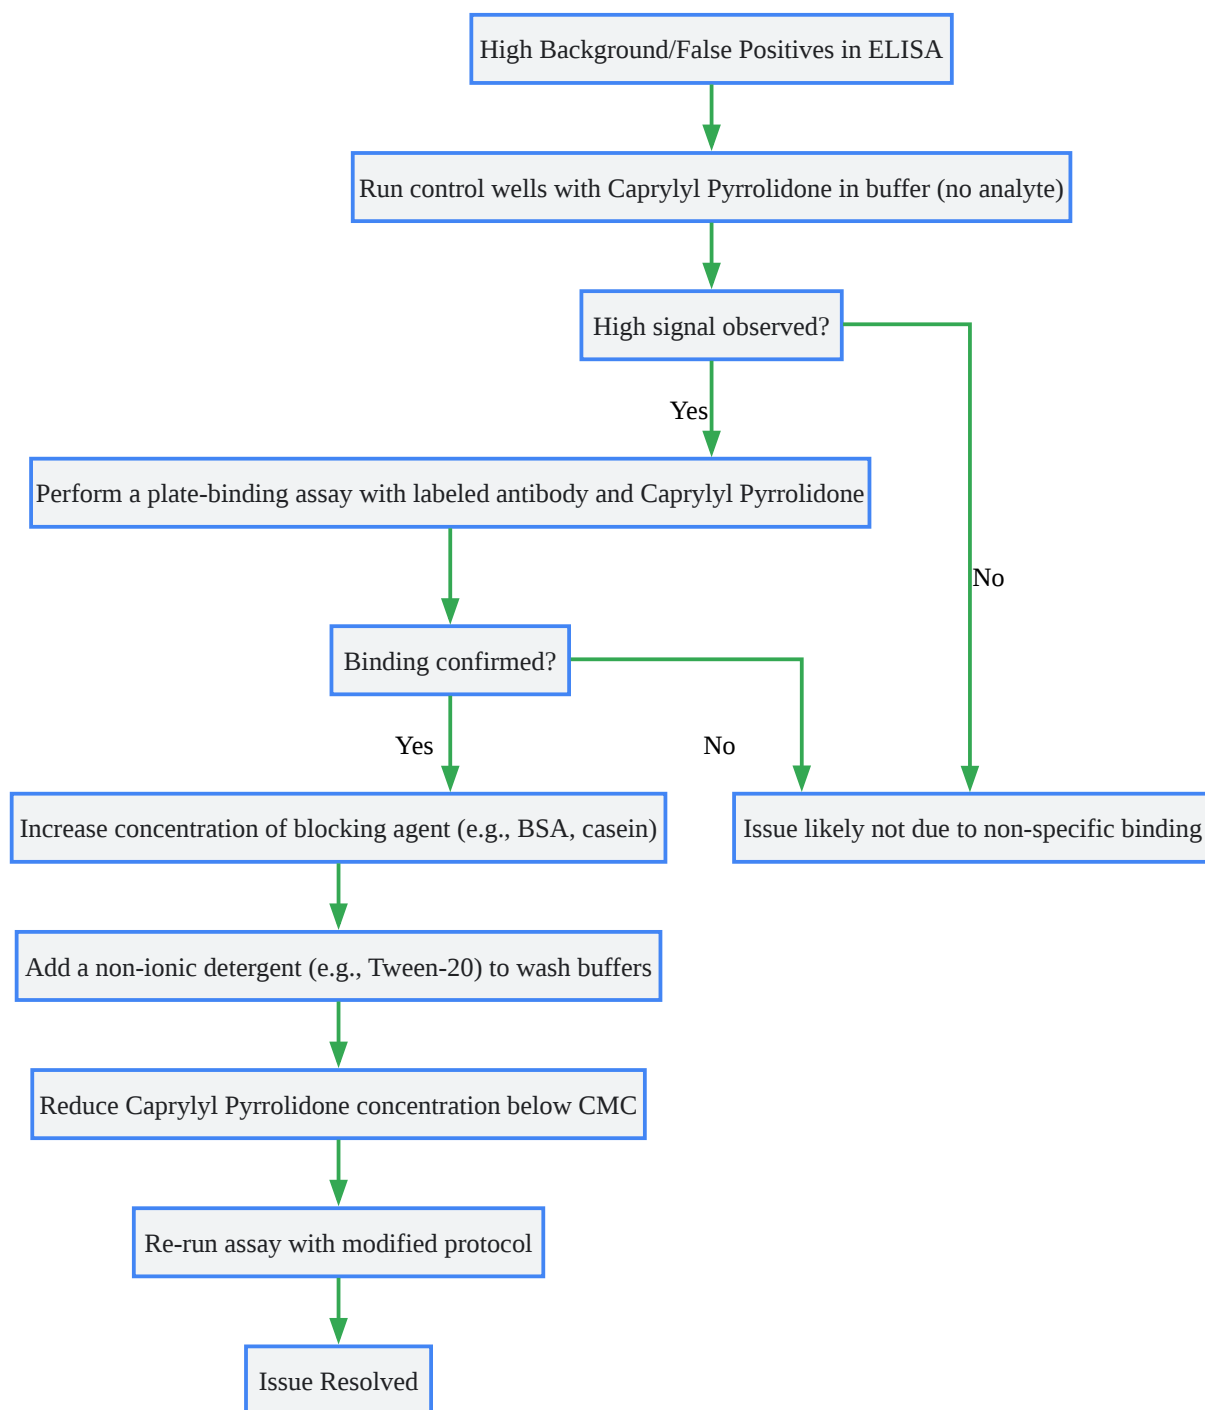 High Background/False Positives in ELISA
Run control wells with Caprylyl Pyrrolidone in buffer (no analyte)
High signal observed?
Yes
Perform a plate-binding assay with labeled antibody and Caprylyl Pyrrolidone
No
Binding confirmed?
Yes
No
Increase concentration of blocking agent (e.g., BSA, casein)
Issue likely not due to non-specific binding
Add a non-ionic detergent (e.g., Tween-20) to wash buffers
Reduce Caprylyl Pyrrolidone concentration below CMC
Re-run assay with modified protocol
Issue Resolved